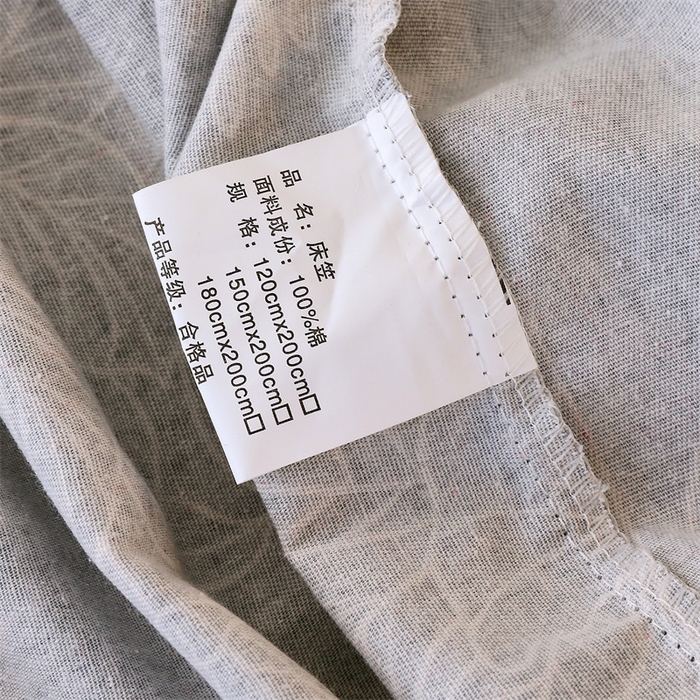 品 名：床笠
面料成份：100%棉
规 格：120cmx200cm□
150cmx200cm□
180cmx200cm□
产品等级：合格品